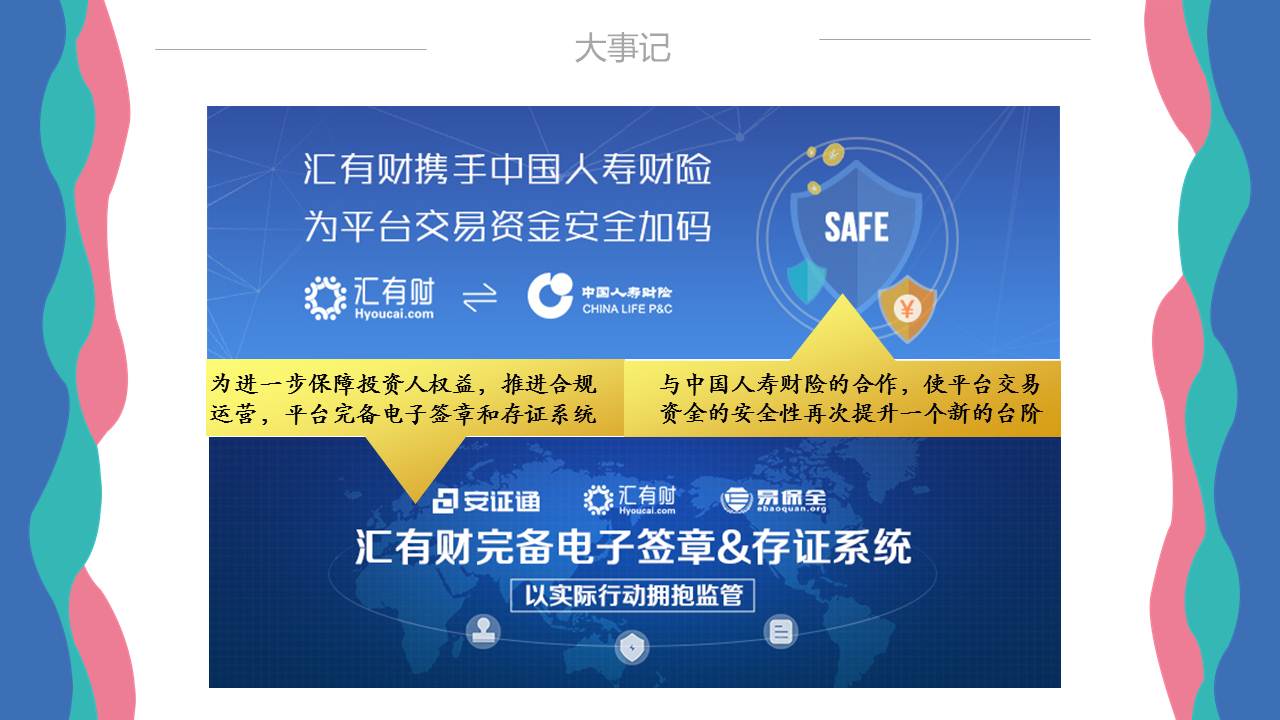 大事记
汇有财携手中国人寿财险
为平台交易资金安全加码
SAFE
汇有财
Hyoucai.com
中国人寿财险
CHINA LIFE P&C
¥
为进一步保障投资人权益，推进合规
运营，平台完备电子签章和存证系统
与中国人寿财险的合作，使平台交易
资金的安全性再次提升一个新的台阶
安证通
汇有财
Hyoucai.com
易保全
ebaoquan.org
汇有财完备电子签章&存证系统
以实际行动拥抱监管